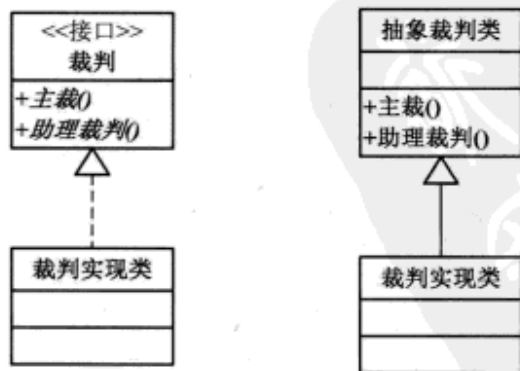 <<接口>>
裁判
+主裁()
+助理裁判()
裁判实现类
抽象裁判类
+主裁()
+助理裁判()
裁判实现类